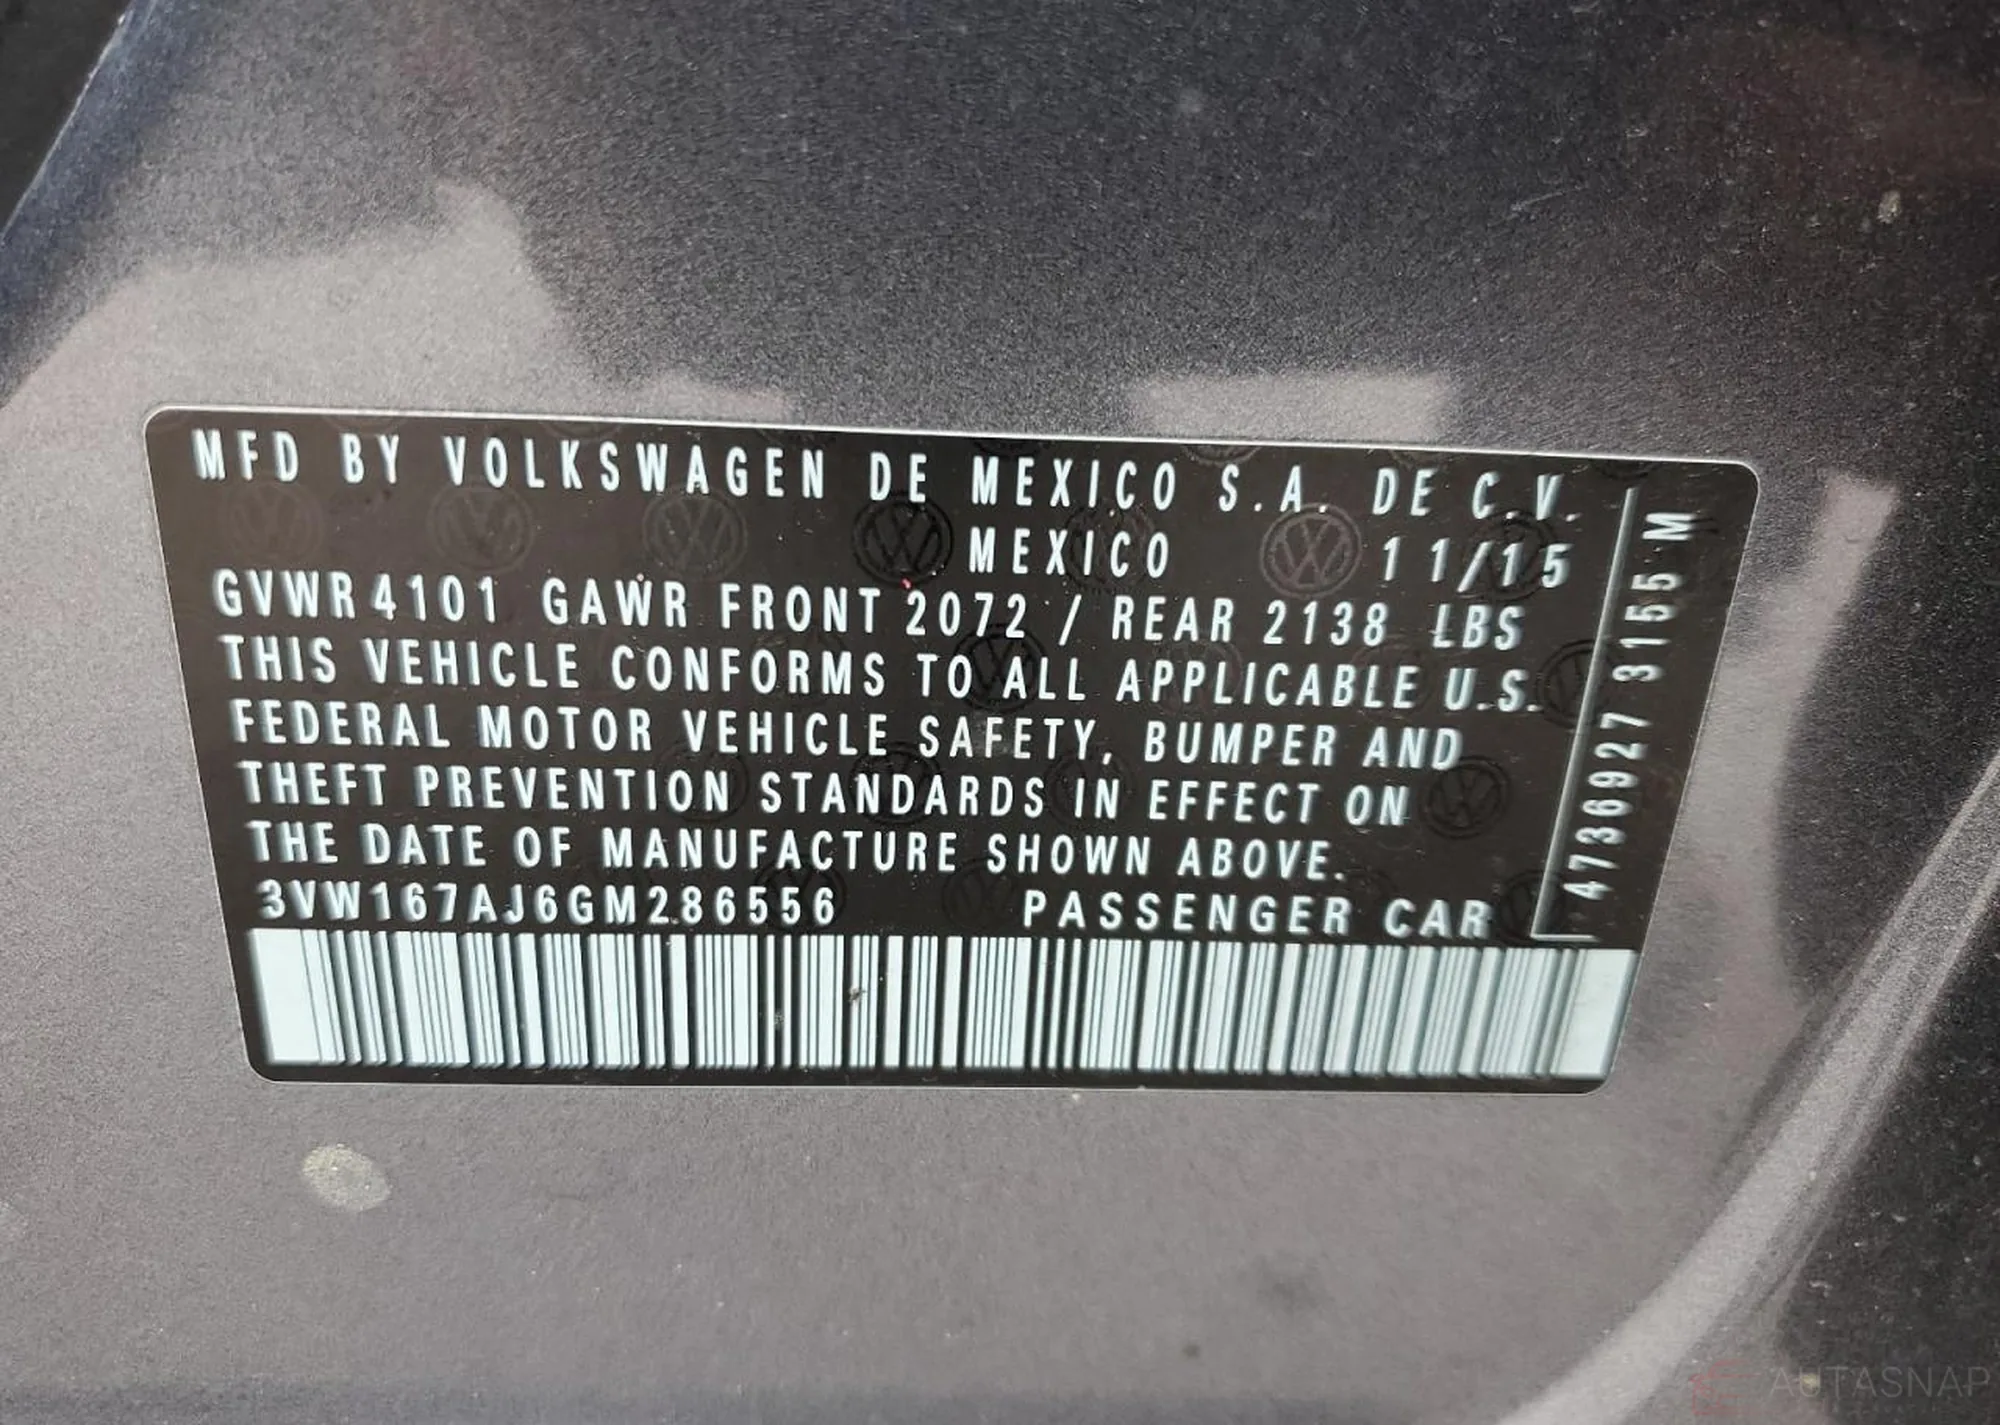 MFD BY VOLKSWAGEN DE MEXICO S.A. DE C.V.
MEXICO 11/15
GVWR 4101 GAWR FRONT 2072 / REAR 2138 LBS
THIS VEHICLE CONFORMS TO ALL APPLICABLE U.S.
FEDERAL MOTOR VEHICLE SAFETY, BUMPER AND
THEFT PREVENTION STANDARDS IN EFFECT ON
THE DATE OF MANUFACTURE SHOWN ABOVE.
3VW167AJ6GM286556 PASSENGER CAR
4736927 3155 M
AUTASNAP